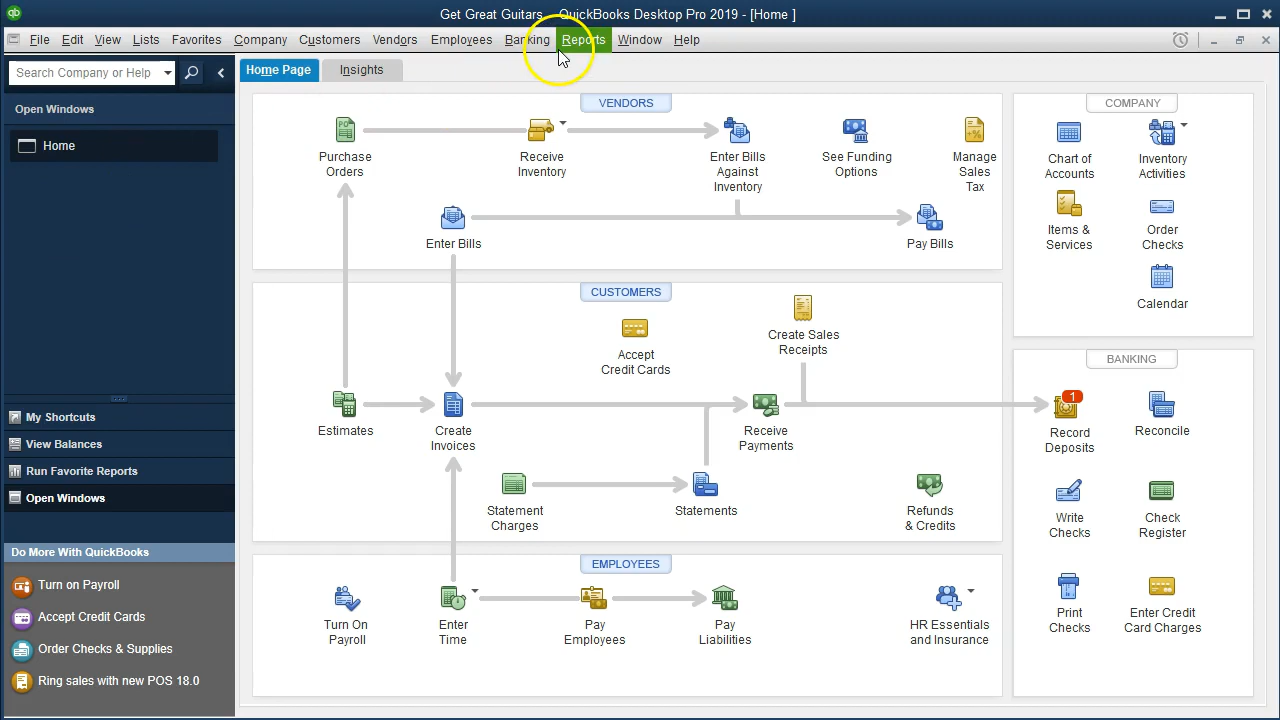 Get Great Guitars - QuickBooks Desktop Pro 2019 - [Home ]
File Edit View Lists Favorites Company Customers Vendors Employees Banking Reports Window Help
Search Company or Help
Home Page Insights
Open Windows
Home
My Shortcuts
View Balances
Run Favorite Reports
Open Windows
Do More With QuickBooks
Turn on Payroll
Accept Credit Cards
Order Checks & Supplies
Ring sales with new POS 18.0
VENDORS
Purchase
Orders
Receive
Inventory
Enter Bills
Against
Inventory
See Funding
Options
Manage
Sales
Tax
Enter Bills
Pay Bills
CUSTOMERS
Accept
Credit Cards
Create Sales
Receipts
Estimates
Create
Invoices
Receive
Payments
Statement
Charges
Statements
Refunds
& Credits
EMPLOYEES
Turn On
Payroll
Enter
Time
Pay
Employees
Pay
Liabilities
HR Essentials
and Insurance
COMPANY
Chart of
Accounts
Inventory
Activities
Items &
Services
Order
Checks
Calendar
BANKING
1
Record
Deposits
Reconcile
Write
Checks
Check
Register
Print
Checks
Enter Credit
Card Charges